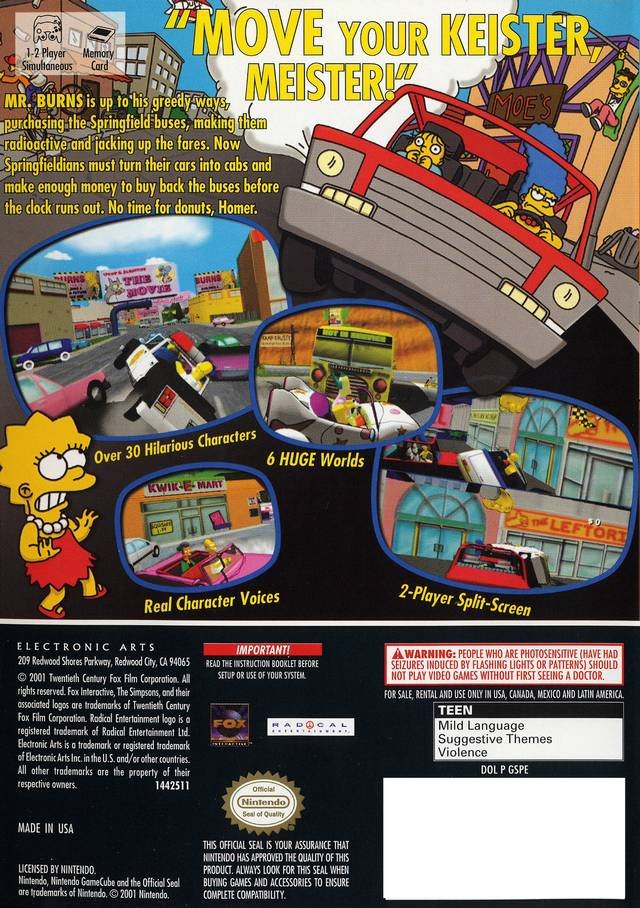 "MOVE YOUR KEISTER,
MEISTER!"
1-2 Player
Simultaneous
Memory
Card
MR. BURNS is up to his greedy ways,
purchasing the Springfield buses, making them
radioactive and jacking up the fares. Now
Springfieldians must turn their cars into cabs and
make enough money to buy back the buses before
the clock runs out. No time for donuts, Homer.
MOE'S
BURNS
THE
MOVIE
BURNS
Over 30 Hilarious Characters
NOT IN SERVICE
6 HUGE Worlds
KWIK-E-MART
Real Character Voices
$0
THE LEFTORI
2-Player Split-Screen
ELECTRONIC ARTS
209 Redwood Shores Parkway, Redwood City, CA 94065
© 2001 Twentieth Century Fox Film Corporation. All
rights reserved. Fox Interactive, The Simpsons, and their
associated logos are trademarks of Twentieth Century
Fox Film Corporation. Radical Entertainment logo is a
registered trademark of Radical Entertainment Ltd.
Electronic Arts is a trademark or registered trademark
of Electronic Arts Inc. in the U.S. and/or other countries.
All other trademarks are the property of their
respective owners. 1442511
MADE IN USA
LICENSED BY NINTENDO.
Nintendo, Nintendo GameCube and the Official Seal
are trademarks of Nintendo. © 2001 Nintendo.
IMPORTANT!
READ THE INSTRUCTION BOOKLET BEFORE
SETUP OR USE OF YOUR SYSTEM.
FOX
INTERACTIVE
RADICAL
ENTERTAINMENT
Official
Nintendo
Seal of Quality
THIS OFFICIAL SEAL IS YOUR ASSURANCE THAT
NINTENDO HAS APPROVED THE QUALITY OF THIS
PRODUCT. ALWAYS LOOK FOR THIS SEAL WHEN
BUYING GAMES AND ACCESSORIES TO ENSURE
COMPLETE COMPATIBILITY.
WARNING: PEOPLE WHO ARE PHOTOSENSITIVE (HAVE HAD
SEIZURES INDUCED BY FLASHING LIGHTS OR PATTERNS) SHOULD
NOT PLAY VIDEO GAMES WITHOUT FIRST SEEING A DOCTOR.
FOR SALE, RENTAL AND USE ONLY IN USA, CANADA, MEXICO AND LATIN AMERICA.
TEEN
Mild Language
Suggestive Themes
Violence
DOL P GSPE